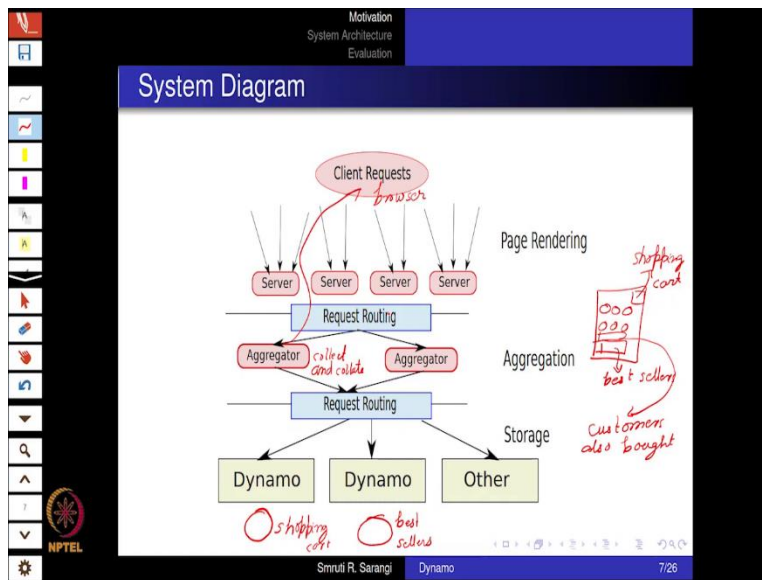 Motivation
System Architecture
Evaluation
System Diagram
Client Requests
browser
Page Rendering
Server
Server
Server
Server
shopping
cart
Request Routing
Aggregator
collect
and collate
Aggregator
Aggregation
best sellers
Request Routing
Storage
Customers
also bought
Dynamo
Dynamo
Other
shopping
cart
best
sellers
NPTEL
Smruti R. Sarangi
Dynamo
7/26